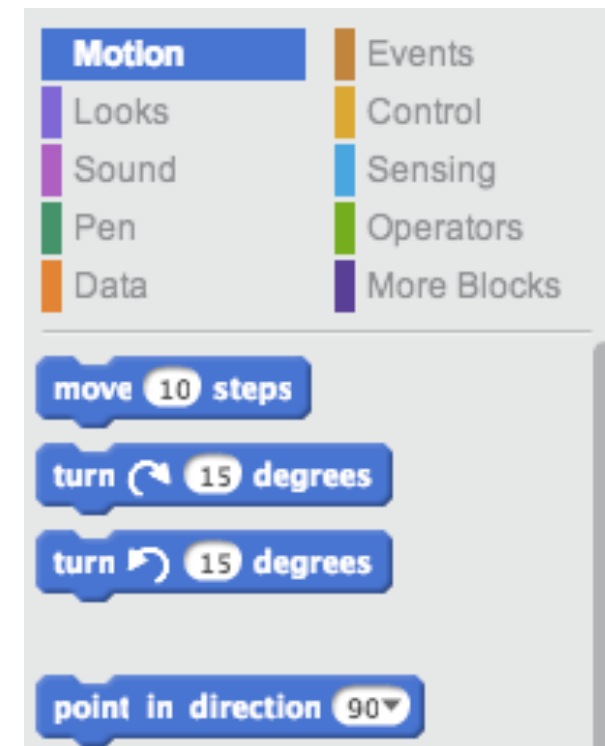 Motion
Looks
Sound
Pen
Data
Events
Control
Sensing
Operators
More Blocks
move 10 steps
turn 15 degrees
turn 15 degrees
point in direction 90